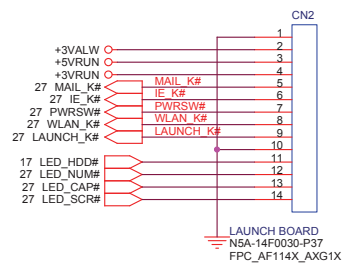 CN2
1
+3VALW 2
+5VRUN 3
+3VRUN 4
27 MAIL_K# MAIL_K# 5
27 IE_K# IE_K# 6
27 PWRSW# PWRSW# 7
27 WLAN_K# WLAN_K# 8
27 LAUNCH_K# LAUNCH_K# 9
10
17 LED_HDD# 11
27 LED_NUM# 12
27 LED_CAP# 13
27 LED_SCR# 14
LAUNCH BOARD
N5A-14F0030-P37
FPC_AF114X_AXG1X